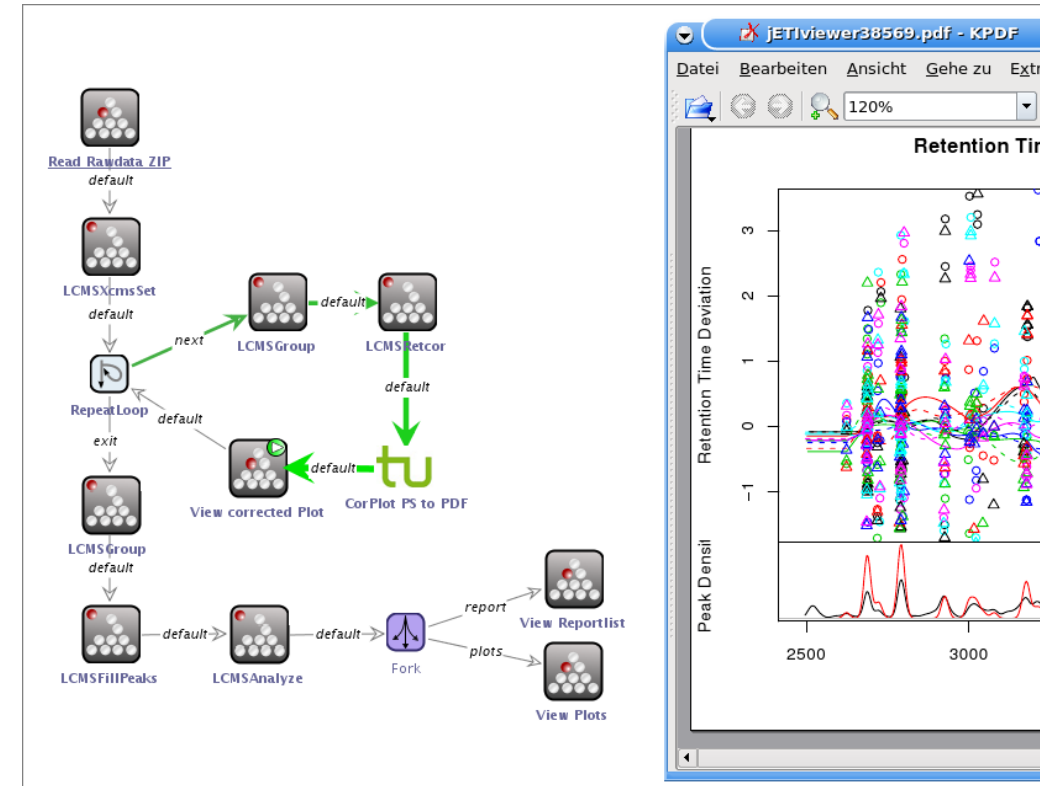 Read Rawdata ZIP
default
LCMSXcmsSet
default
next
LCMSGroup
default
LCMSRetcor
default
RepeatLoop
default
exit
View corrected Plot
default
tu
CorPlot PS to PDF
LCMSGroup
default
LCMSFillPeaks
default
LCMSAnalyze
default
Fork
report
View Reportlist
plots
View Plots
jETIviewer38569.pdf - KPDF
Datei Bearbeiten Ansicht Gehe zu Extr
120%
Retention Tim
Retention Time Deviation
3
2
1
0
-1
Peak Densit
2500 3000